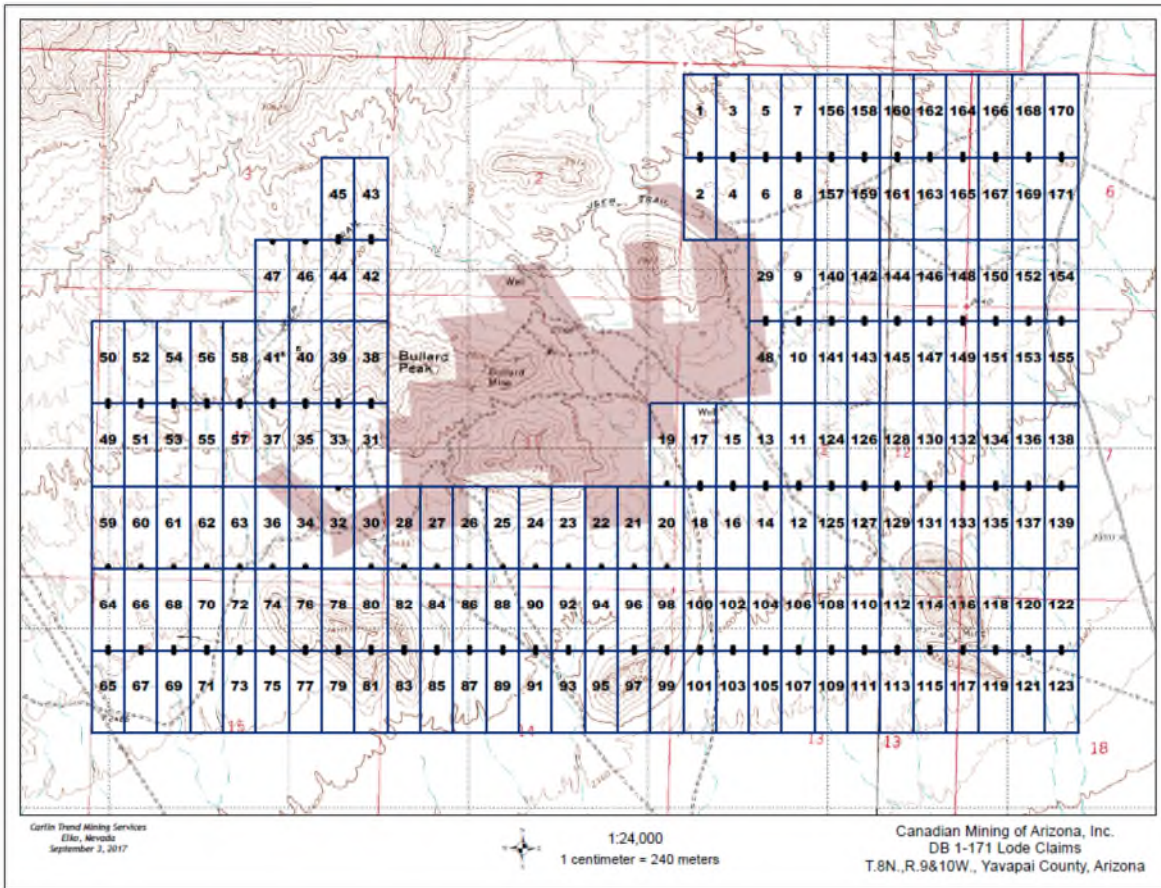 1 3 5 7 156 158 160 162 164 166 168 170
3
2
45 43
2 4 6 8 157 159 161 163 165 167 169 171
6
USER TRAIL
47 46 44 42
Well
29 9 140 142 144 146 148 150 152 154
50 52 54 56 58 41 40 39 38
Bullard
Peak
Bullard
Mine
48 10 141 143 145 147 149 151 153 155
49 51 53 55 57 37 35 33 31
Well
19 17 15 13 11 124 126 128 130 132 134 136 138
12
7
59 60 61 62 63 36 34 32 30 28 27 26 25 24 23 22 21 20 18 16 14 12 125 127 129 131 133 135 137 139
64 66 68 70 72 74 76 78 80 82 84 86 88 90 92 94 96 98 100 102 104 106 108 110 112 114 116 118 120 122
65 67 69 71 73 75 77 79 81 83 85 87 89 91 93 95 97 99 101 103 105 107 109 111 113 115 117 119 121 123
15
14
13
13
18
Carlin Trend Mining Services
Elko, Nevada
September 3, 2017
1:24,000
1 centimeter = 240 meters
Canadian Mining of Arizona, Inc.
DB 1-171 Lode Claims
T.8N.,R.9&10W., Yavapai County, Arizona